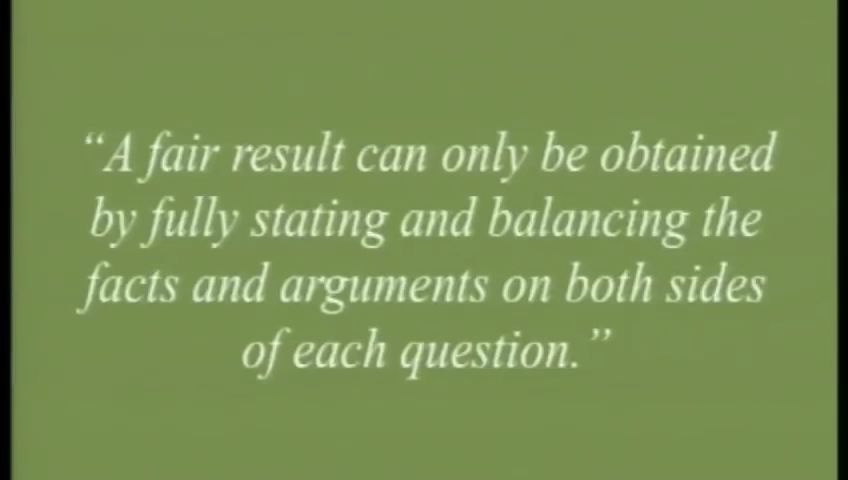 “A fair result can only be obtained
by fully stating and balancing the
facts and arguments on both sides
of each question.”